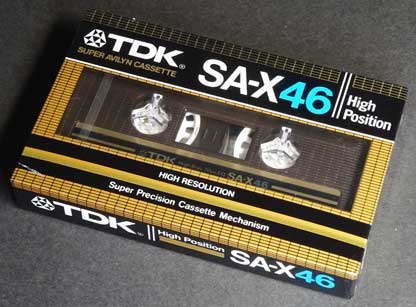 TDK®
SUPER AVILYN CASSETTE
SA-X46
High
Position
TDK
SA-X46
HIGH RESOLUTION
Super Precision Cassette Mechanism
TDK®
High Position
SA-X46